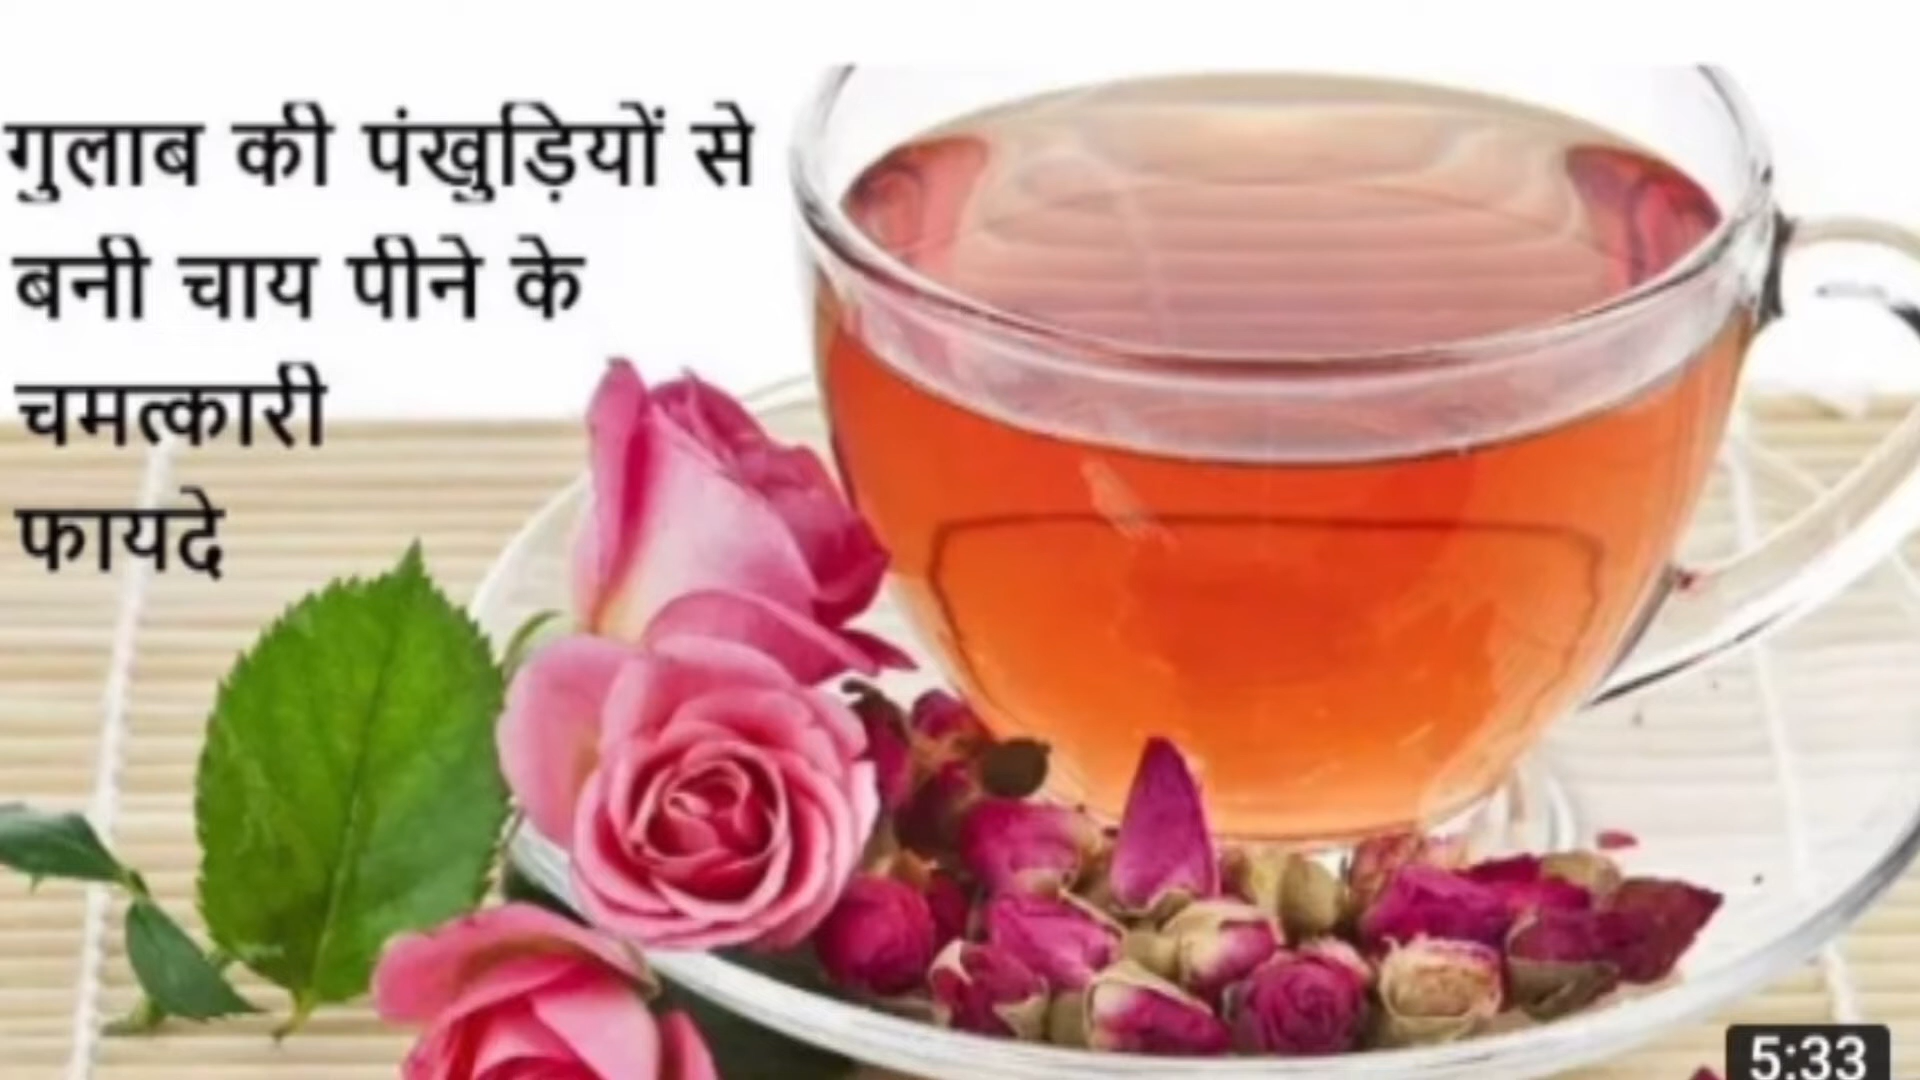 गुलाब की पंखुड़ियों से
बनी चाय पीने के
चमत्कारी
फायदे
5:33